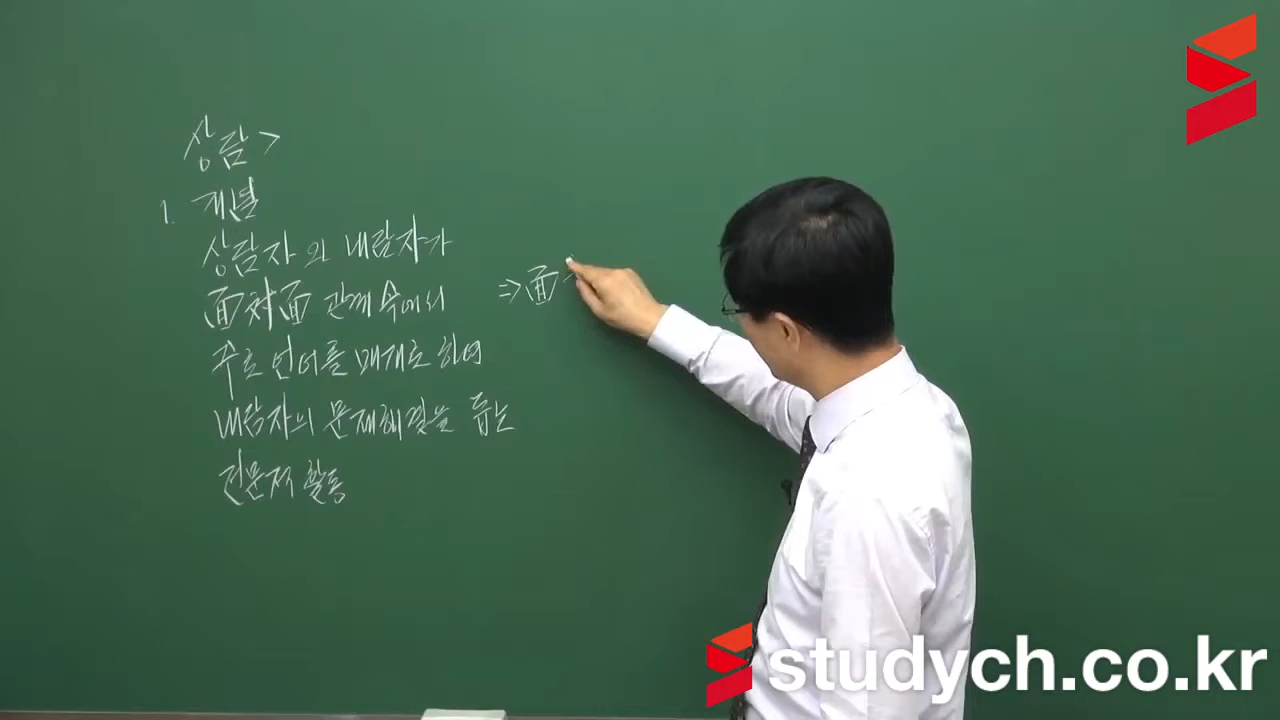 상담>
1. 개념
상담자와 내담자가
面対面 관계 속에서
⇒面
주로 언어를 매개로 하여
내담자의 문제해결을 돕는
전문적 활동
studych.co.kr